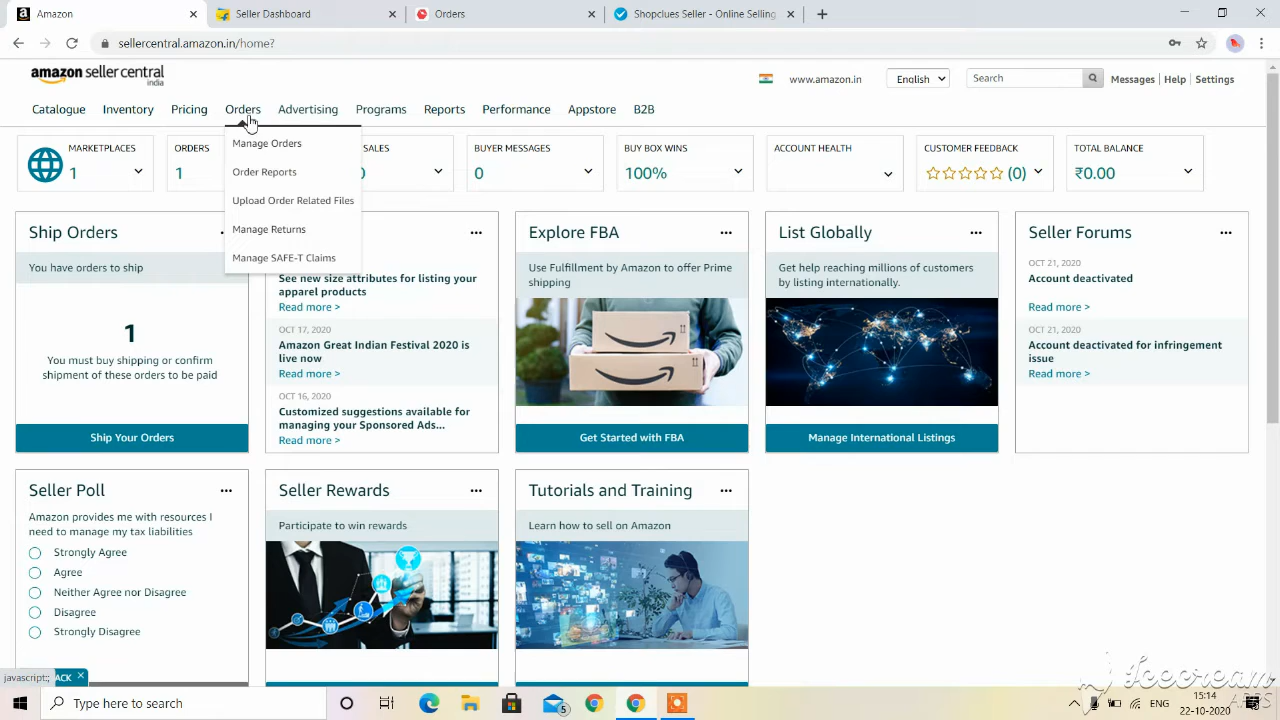 Amazon
Seller Dashboard
Orders
Shopclues - Online Selling
sellercentral.amazon.in/home?
amazon seller central
india
www.amazon.in
English
Search
Messages | Help | Settings
Catalogue
Inventory
Pricing
Orders
Advertising
Programs
Reports
Performance
Appstore
B2B
Manage Orders
Order Reports
Upload Order Related Files
Manage Returns
Manage SAFE-T Claims
MARKETPLACES
1
ORDERS
1
SALES
0
BUYER MESSAGES
0
BUY BOX WINS
100%
ACCOUNT HEALTH
CUSTOMER FEEDBACK
(0)
TOTAL BALANCE
₹0.00
Ship Orders
You have orders to ship
1
You must buy shipping or confirm
shipment of these orders to be paid
Ship Your Orders
See new size attributes for listing your
apparel products
Read more >
OCT 17, 2020
Amazon Great Indian Festival 2020 is
live now
Read more >
OCT 16, 2020
Customized suggestions available for
managing your Sponsored Ads...
Read more >
Explore FBA
Use Fulfillment by Amazon to offer Prime
shipping
Get Started with FBA
List Globally
Get help reaching millions of customers
by listing internationally.
Manage International Listings
Seller Forums
OCT 21, 2020
Account deactivated
Read more >
OCT 21, 2020
Account deactivated for infringement
issue
Read more >
Seller Poll
Amazon provides me with resources I
need to manage my tax liabilities
Strongly Agree
Agree
Neither Agree nor Disagree
Disagree
Strongly Disagree
Seller Rewards
Participate to win rewards
Tutorials and Training
Learn how to sell on Amazon
javascript:;
ACK
Icecream
APPS
Type here to search
5
15:14
22-10-2020